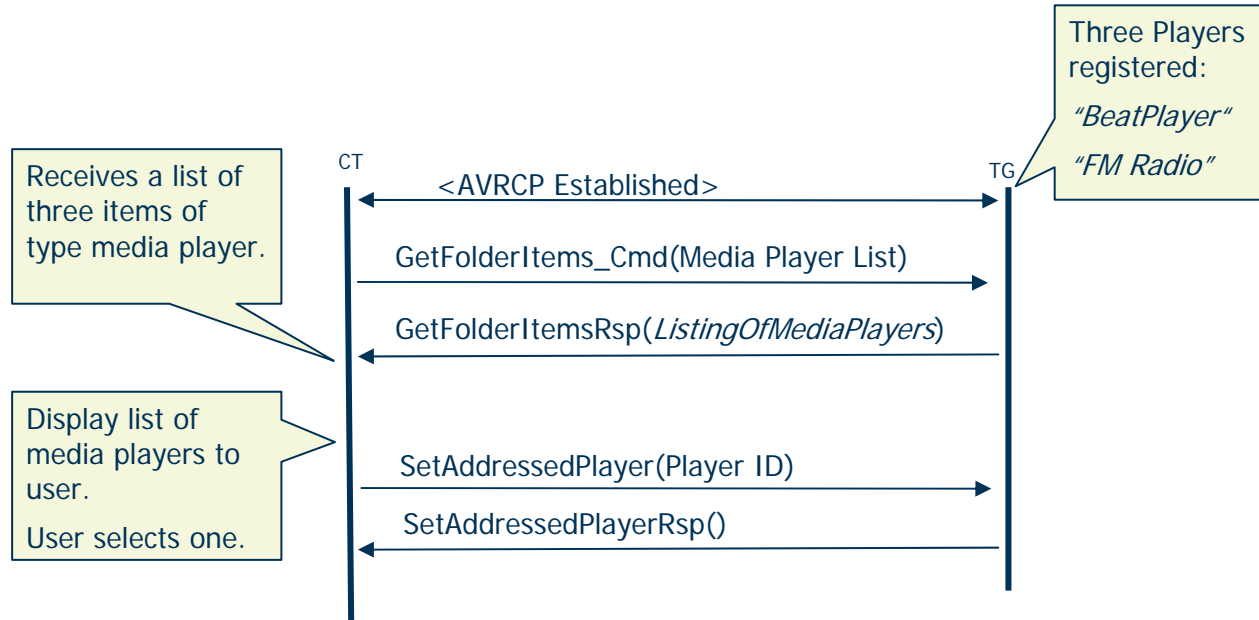 Three Players
registered:
"BeatPlayer"
"FM Radio"
CT
TG
Receives a list of
three items of
type media player.
<AVRCP Established>
GetFolderItems_Cmd(Media Player List)
GetFolderItemsRsp(ListingOfMediaPlayers)
Display list of
media players to
user.
User selects one.
SetAddressedPlayer(Player ID)
SetAddressedPlayerRsp()